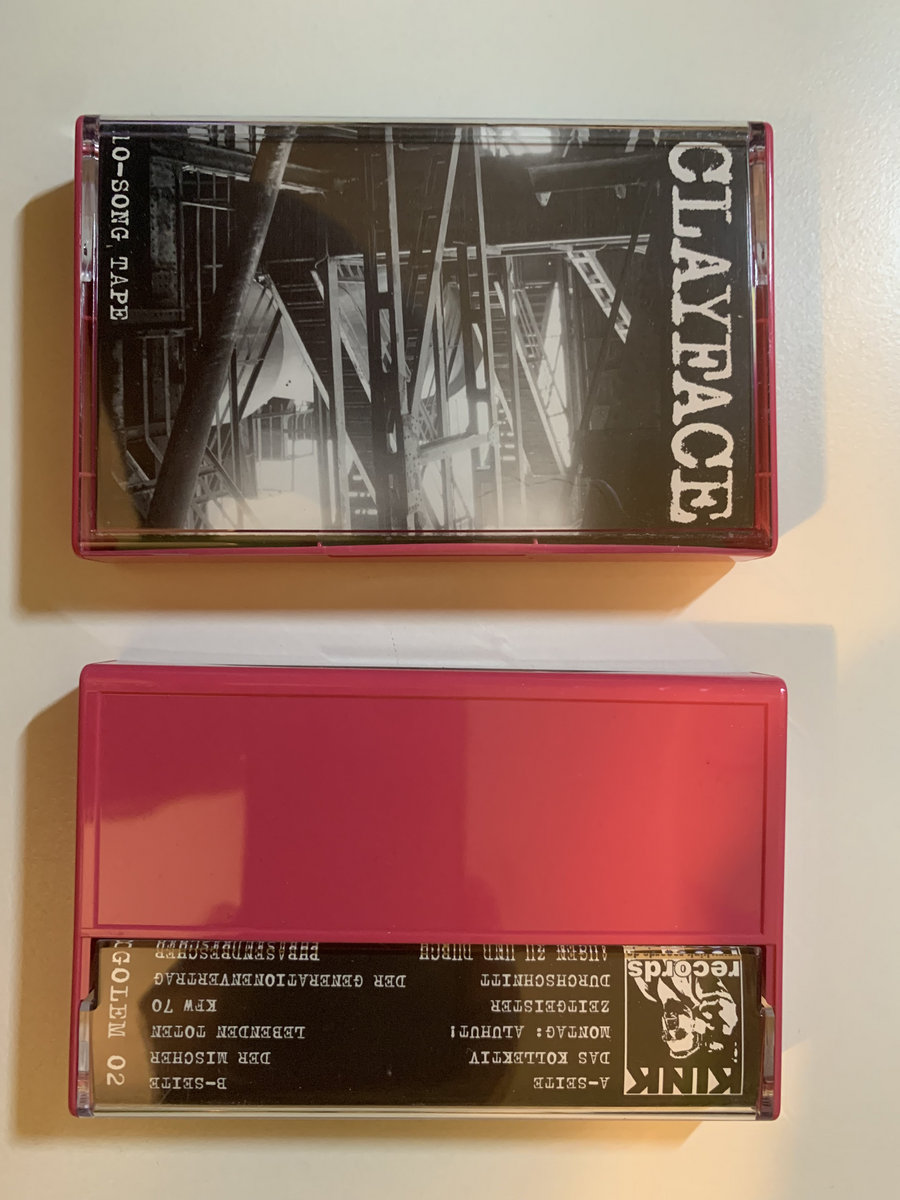 CLAYFACE
10-SONG TAPE
KINK
records
A-SEITE
DAS KOLLEKTIV
MONTAG: ALUHUT!
ZEITGEISTER
DURCHSCHNITT
AUGEN ZU UND DURCH
B-SEITE
DER MISCHER
LEBENDEN TOTEN
KFW 70
DER GENERATIONENVERTRAG
PHRASENDRESCHER
GOLEM 02